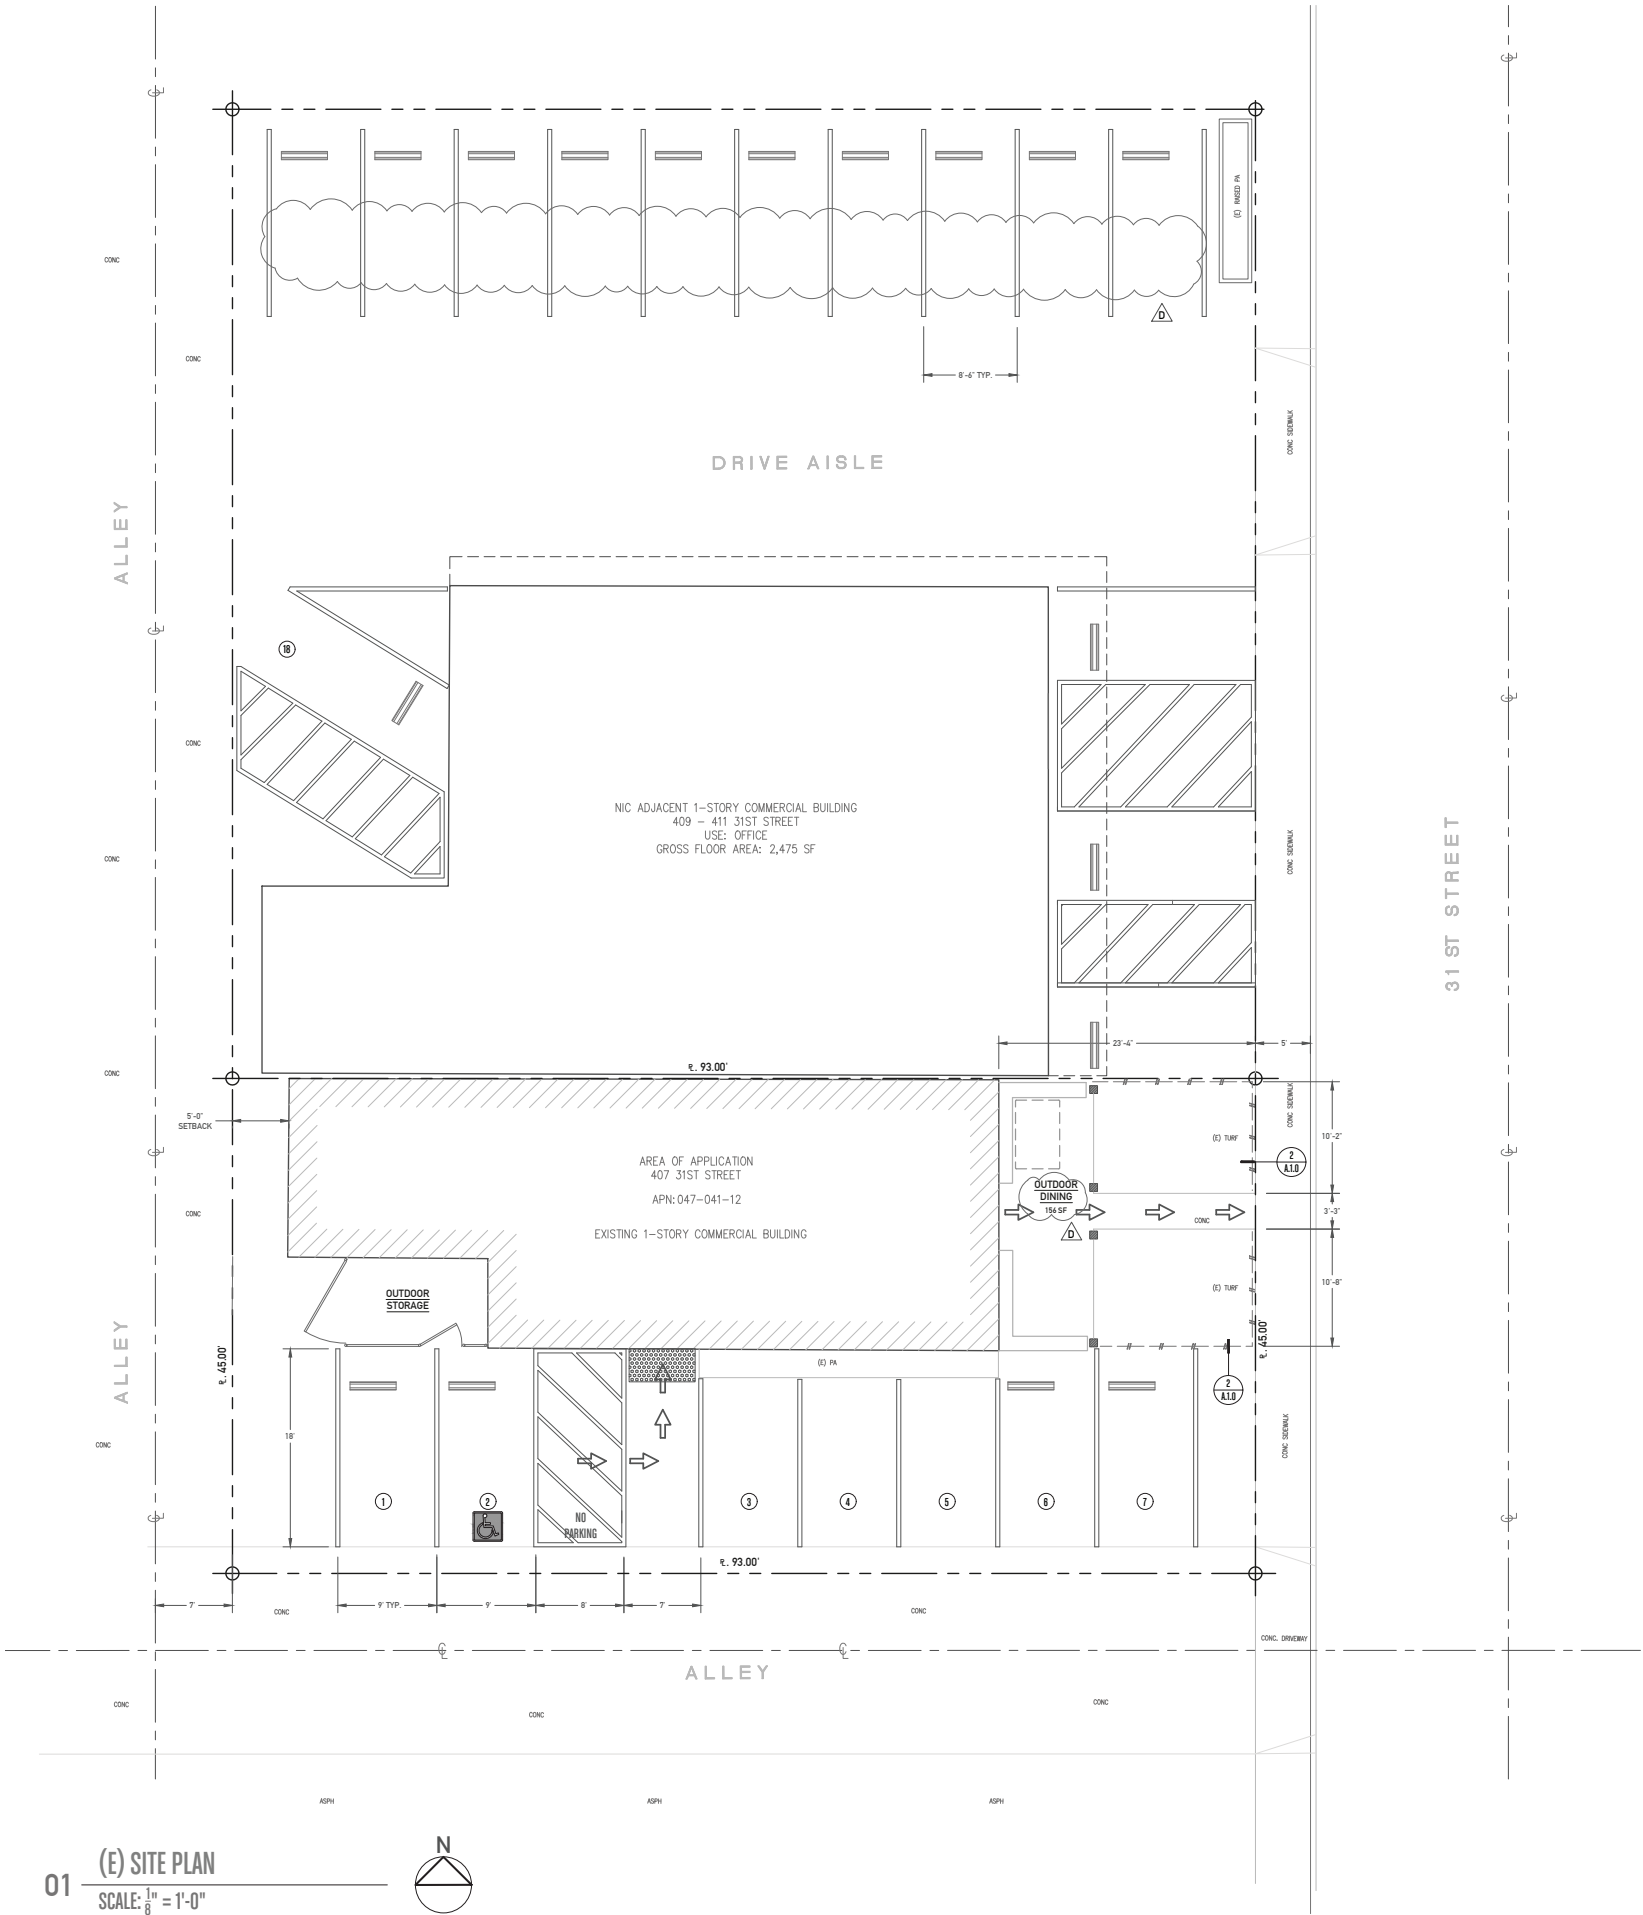 (E) RAISED PA
CONC
D
CONC
8'-6" TYP.
CONC SIDEWALK
DRIVE AISLE
ALLEY
18
CONC
NIC ADJACENT 1-STORY COMMERCIAL BUILDING
409 - 411 31ST STREET
USE: OFFICE
GROSS FLOOR AREA: 2,475 SF
CONC
CONC SIDEWALK
31ST STREET
23'-4"
5'
CONC
93.00'
5'-0"
SETBACK
CONC SIDEWALK
(E) TURF
10'-2"
2
A.1.0
AREA OF APPLICATION
407 31ST STREET
APN: 047-041-12
EXISTING 1-STORY COMMERCIAL BUILDING
OUTDOOR
DINING
156 SF
D
CONC
CONC
3'-3"
(E) TURF
10'-8"
OUTDOOR
STORAGE
45.00'
45.00'
ALLEY
(E) PA
2
A.1.0
18'
CONC
CONC SIDEWALK
1
2
3
4
5
6
7
NO
PARKING
93.00'
7'
9' TYP.
9'
8'
7'
CONC
CONC
CONC. DRIVEWAY
ALLEY
CONC
CONC
CONC
ASPH
ASPH
ASPH
N
01
(E) SITE PLAN
SCALE: 1/8" = 1'-0"